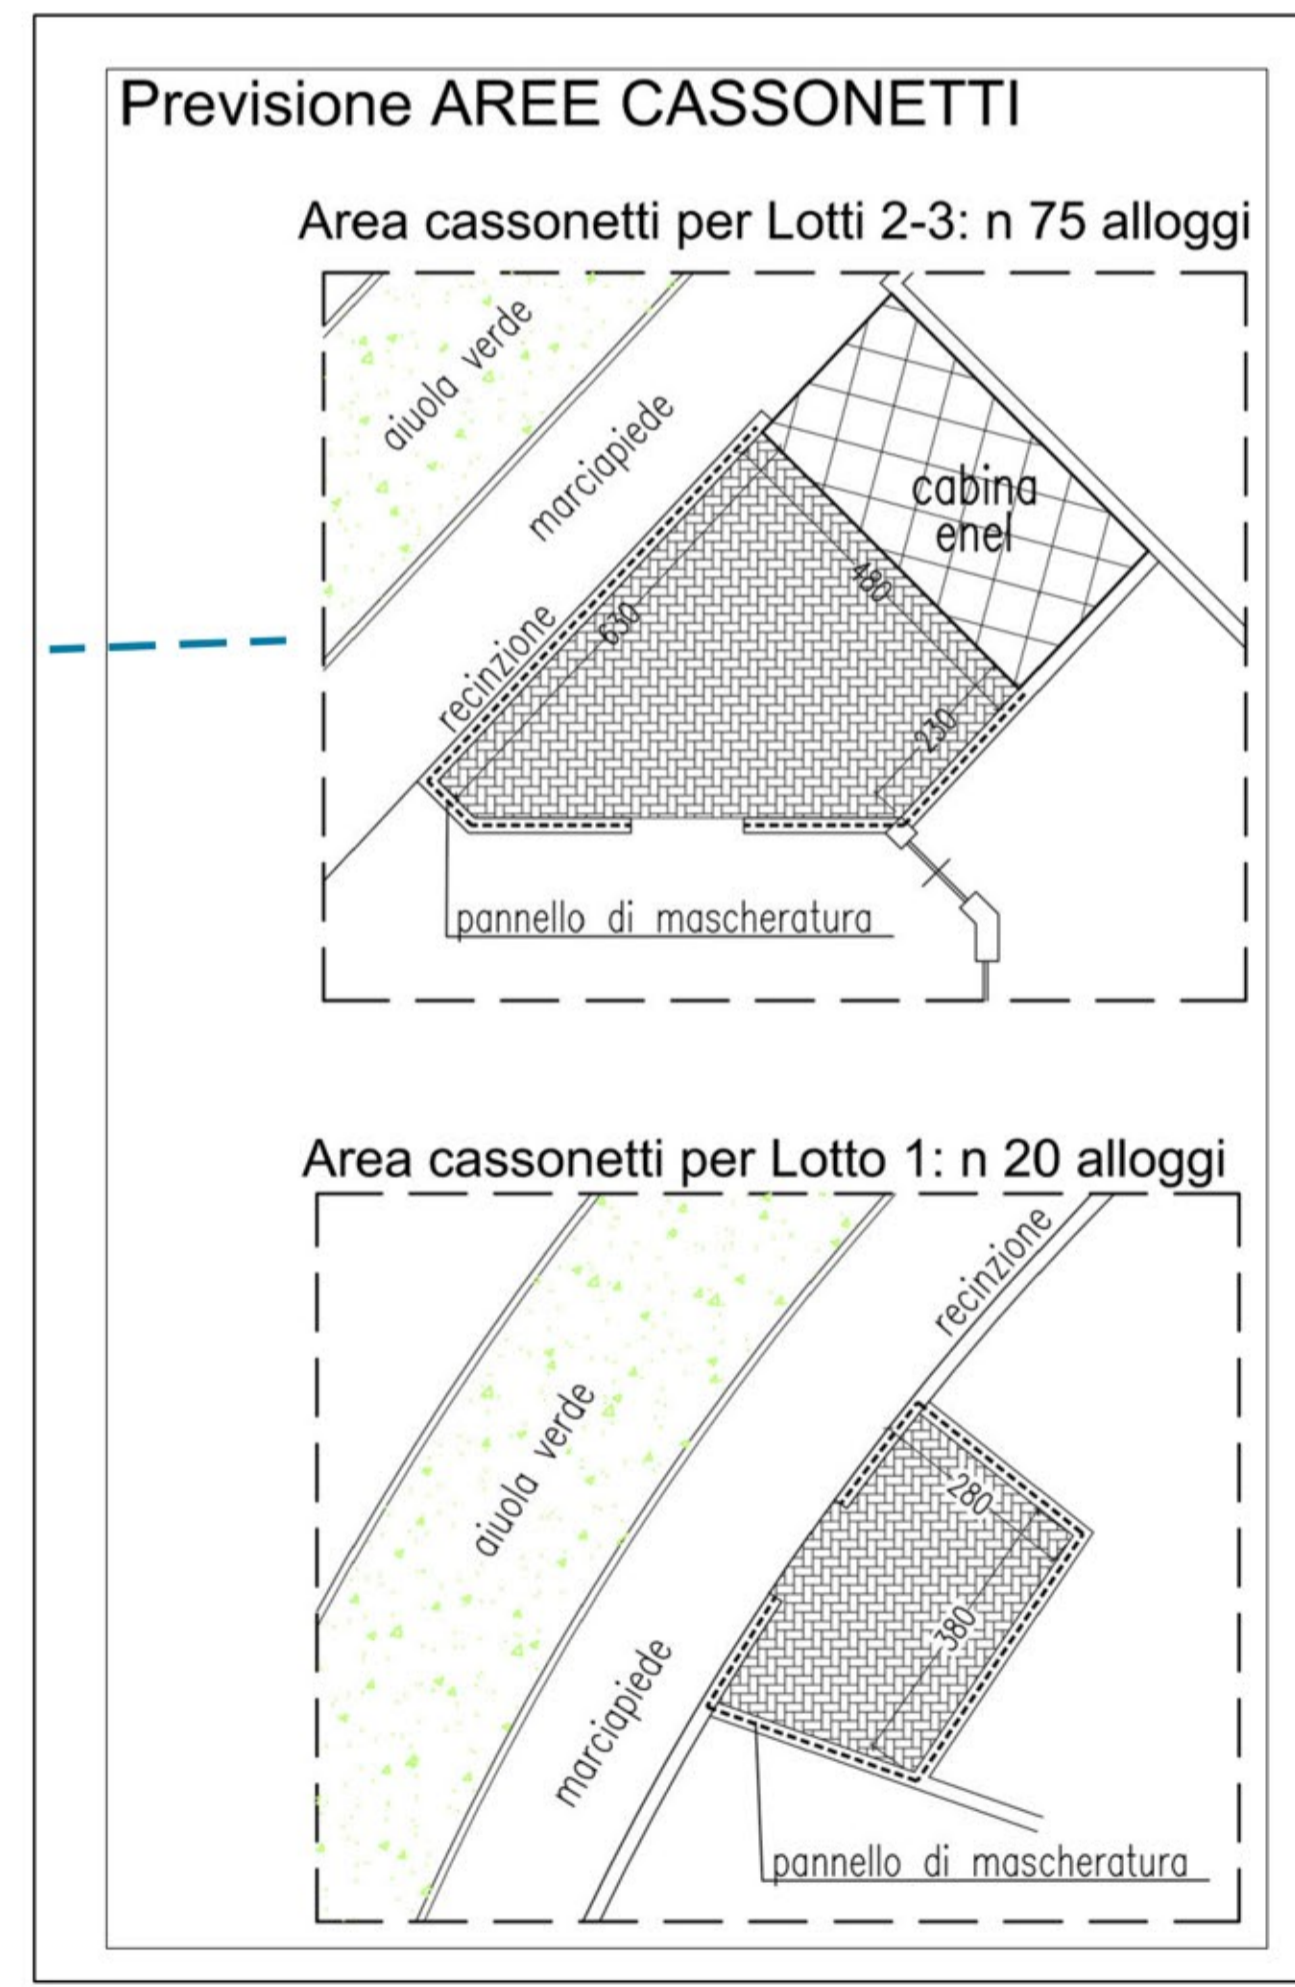 Previsione AREE CASSONETTI
Area cassonetti per Lotti 2-3: n 75 alloggi
aiuola verde
marciapiede
recinzione
cabina
enel
630
480
230
pannello di mascheratura
Area cassonetti per Lotto 1: n 20 alloggi
recinzione
aiuola verde
marciapiede
280
380
pannello di mascheratura